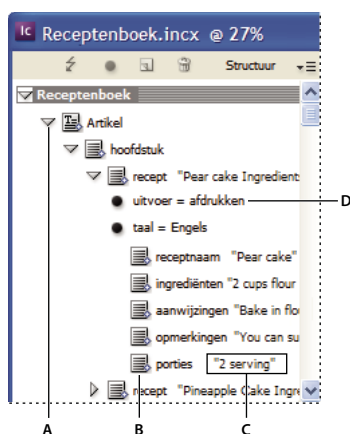 Ic Receptenboek.incx @ 27%
Structuur
Receptenboek
Artikel
hoofdstuk
recept "Pear cake Ingredient
uitvoer = afdrukken
D
taal = Engels
receptnaam "Pear cake"
ingrediënten "2 cups flour
aanwijzingen "Bake in flo
opmerkingen "You can su
porties "2 serving"
recept "Pineapple Cake Ingre
A B C